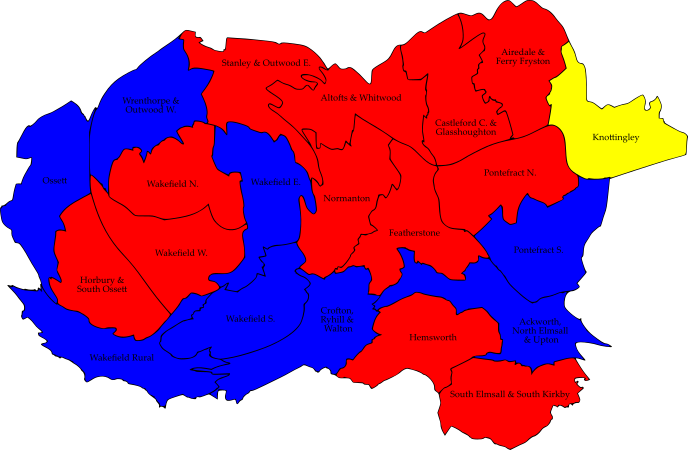 Airedale &
Ferry Fryston
Stanley & Outwood E.
Wrenthorpe &
Outwood W.
Altofts & Whitwood
Castleford C. &
Glasshoughton
Knottingley
Ossett
Wakefield N.
Wakefield E.
Pontefract N.
Normanton
Featherstone
Wakefield W.
Pontefract S.
Horbury &
South Ossett
Wakefield S.
Crofton,
Ryhill &
Walton
Ackworth,
North Elmsall
& Upton
Hemsworth
Wakefield Rural
South Elmsall & South Kirkby